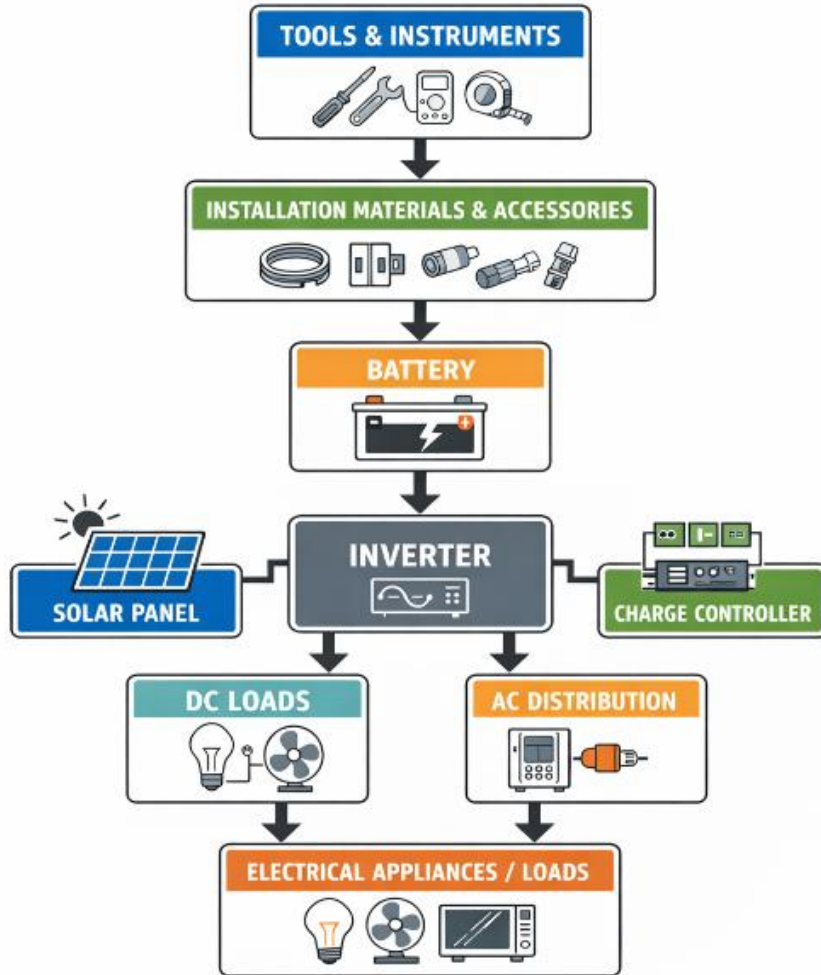 TOOLS & INSTRUMENTS
INSTALLATION MATERIALS & ACCESSORIES
BATTERY
INVERTER
SOLAR PANEL
CHARGE CONTROLLER
DC LOADS
AC DISTRIBUTION
ELECTRICAL APPLIANCES / LOADS